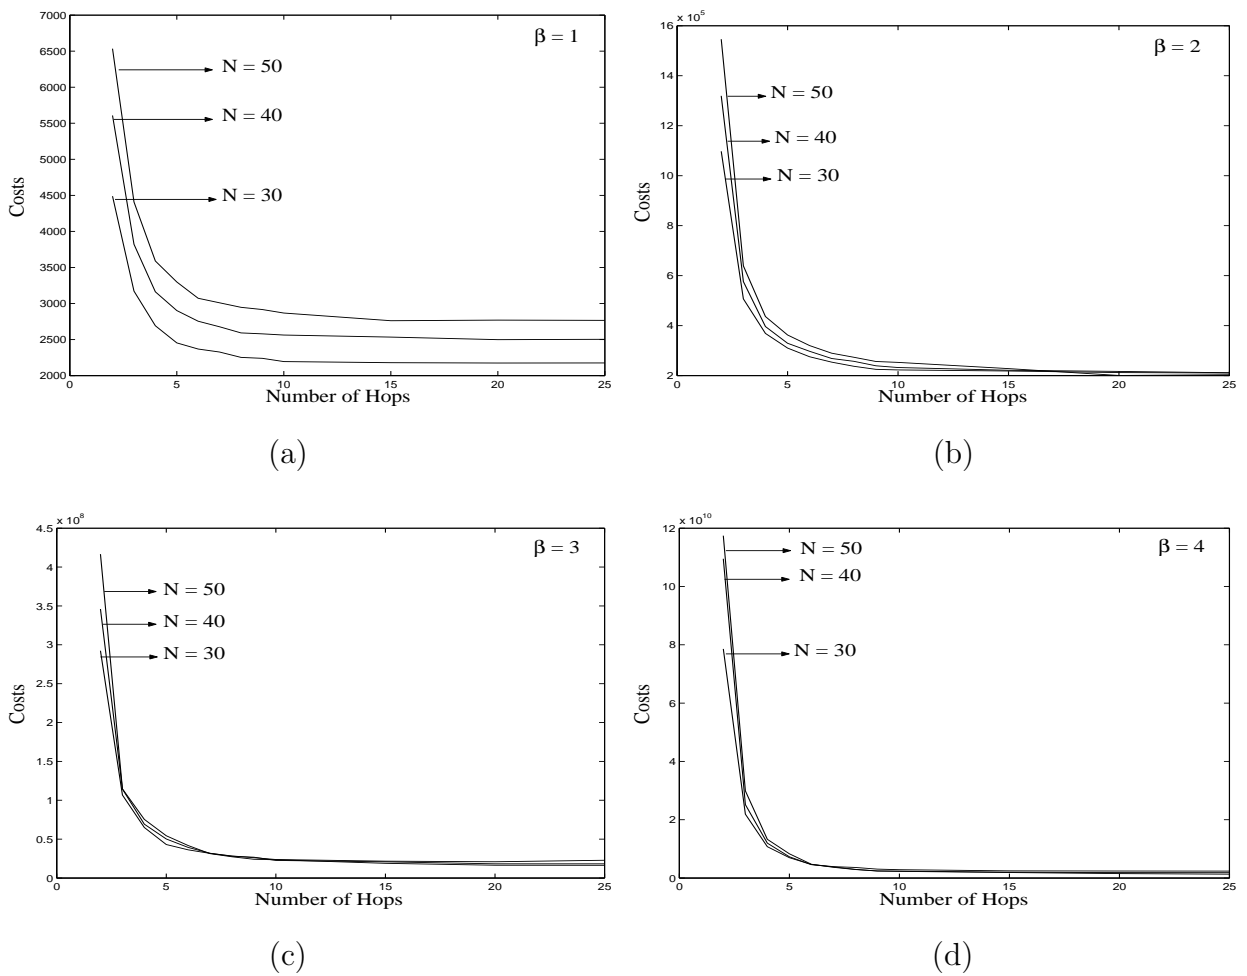 7000
6500
6000
5500
5000
4500
4000
3500
3000
2500
2000
0
5
10
15
20
25
Costs
Number of Hops
β = 1
N = 50
N = 40
N = 30
(a)
x 10^5
16
14
12
10
8
6
4
2
0
5
10
15
20
25
Costs
Number of Hops
β = 2
N = 50
N = 40
N = 30
(b)
x 10^8
4.5
4
3.5
3
2.5
2
1.5
1
0.5
0
0
5
10
15
20
25
Costs
Number of Hops
β = 3
N = 50
N = 40
N = 30
(c)
x 10^10
12
10
8
6
4
2
0
0
5
10
15
20
25
Costs
Number of Hops
β = 4
N = 50
N = 40
N = 30
(d)